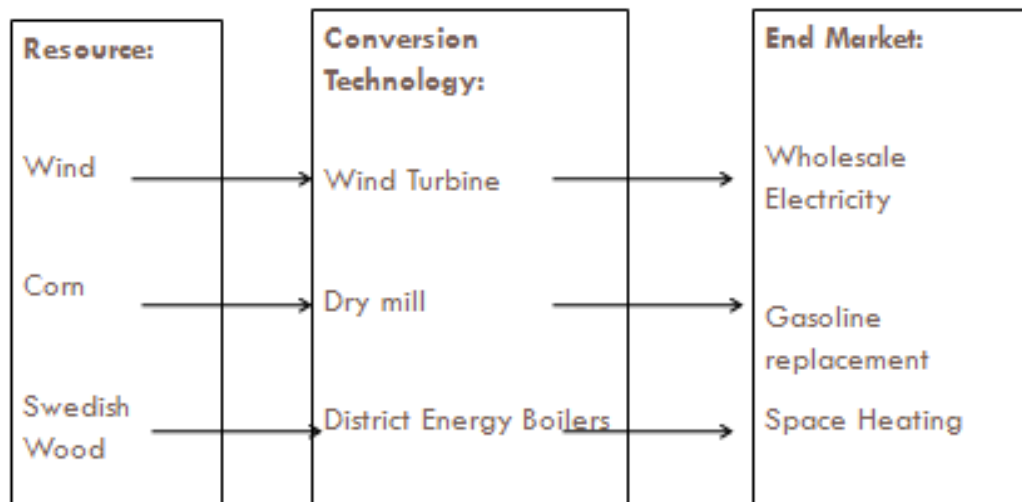 Resource:
Wind
Corn
Swedish
Wood
Conversion
Technology:
Wind Turbine
Dry mill
District Energy Boilers
End Market:
Wholesale
Electricity
Gasoline
replacement
Space Heating